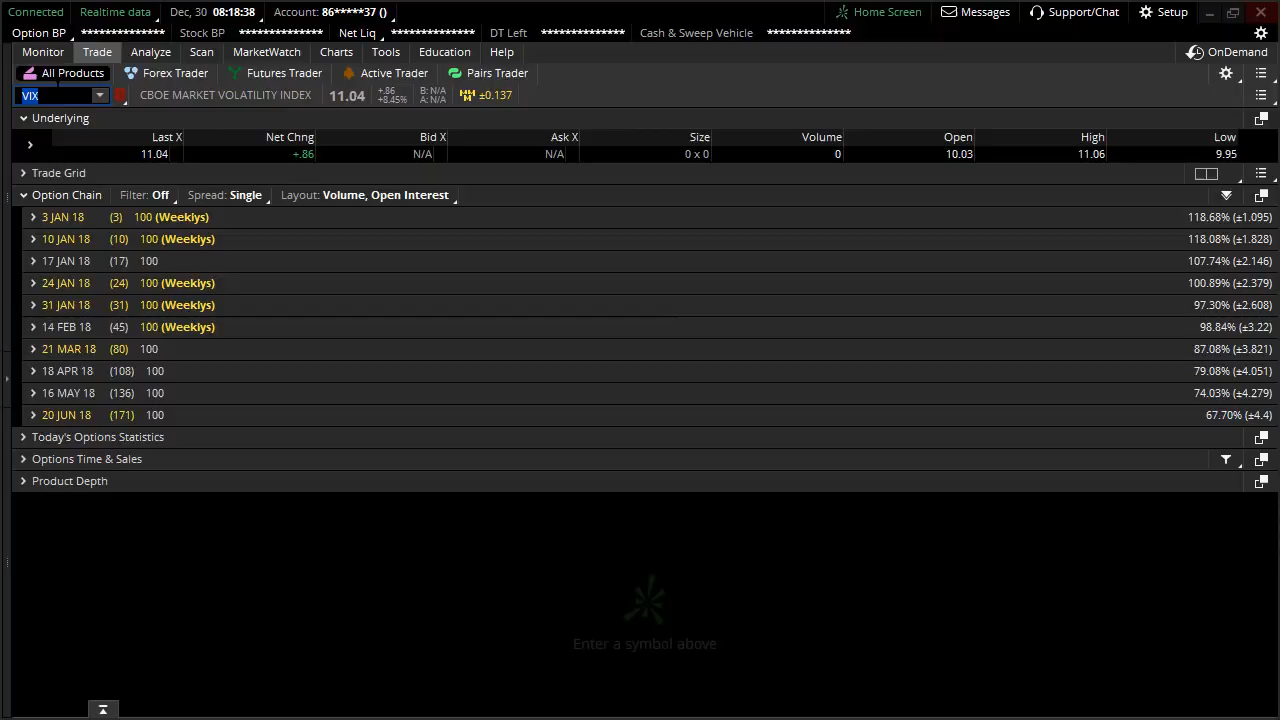 Connected Realtime data Dec, 30 08:18:38 Account: 86*****37 () Home Screen Messages Support/Chat Setup
Option BP ************** Stock BP ************** Net Liq ************** DT Left ************** Cash & Sweep Vehicle **************
Monitor Trade Analyze Scan MarketWatch Charts Tools Education Help OnDemand
All Products Forex Trader Futures Trader Active Trader Pairs Trader
VIX CBOE MARKET VOLATILITY INDEX 11.04 +.86 +8.45% B: N/A A: N/A ±0.137
Underlying
Last X Net Chng Bid X Ask X Size Volume Open High Low
11.04 +.86 N/A N/A 0 x 0 0 10.03 11.06 9.95
Trade Grid
Option Chain Filter: Off Spread: Single Layout: Volume, Open Interest
3 JAN 18 (3) 100 (Weeklys) 118.68% (±1.095)
10 JAN 18 (10) 100 (Weeklys) 118.08% (±1.828)
17 JAN 18 (17) 100 107.74% (±2.146)
24 JAN 18 (24) 100 (Weeklys) 100.89% (±2.379)
31 JAN 18 (31) 100 (Weeklys) 97.30% (±2.608)
14 FEB 18 (45) 100 (Weeklys) 98.84% (±3.22)
21 MAR 18 (80) 100 87.08% (±3.821)
18 APR 18 (108) 100 79.08% (±4.051)
16 MAY 18 (136) 100 74.03% (±4.279)
20 JUN 18 (171) 100 67.70% (±4.4)
Today's Options Statistics
Options Time & Sales
Product Depth
Enter a symbol above